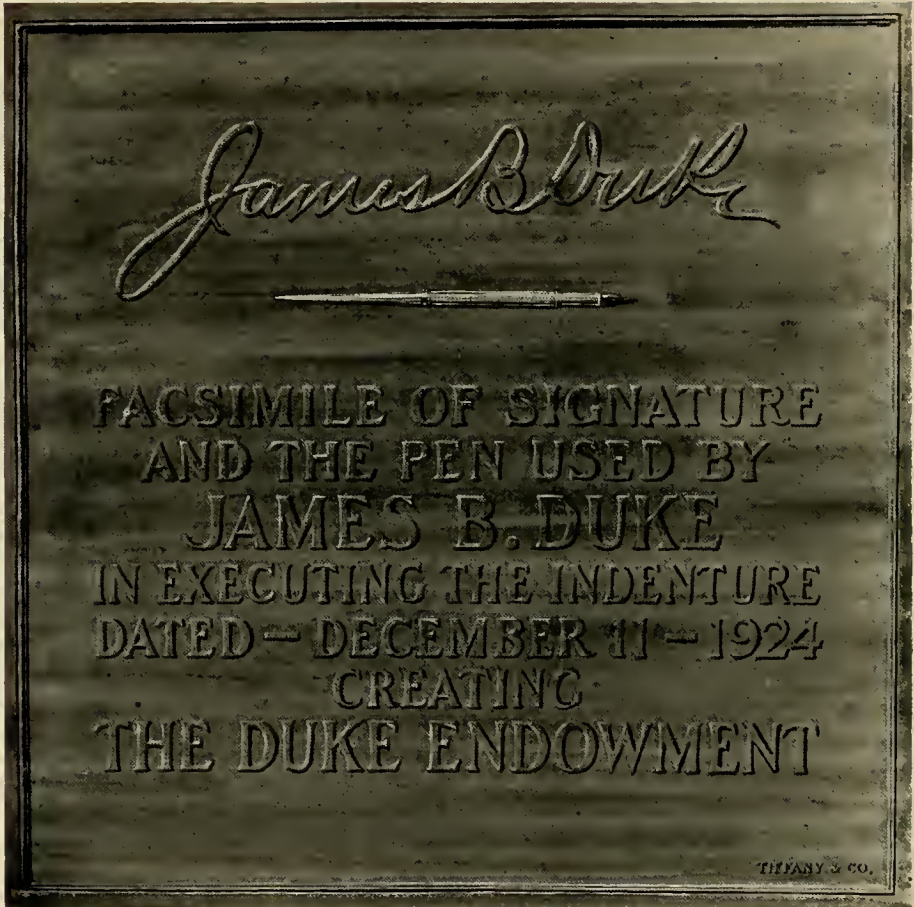 James B Duke
FACSIMILE OF SIGNATURE
AND THE PEN USED BY
JAMES B. DUKE
IN EXECUTING THE INDENTURE
DATED – DECEMBER 11 – 1924
CREATING
THE DUKE ENDOWMENT
TIFFANY & CO.